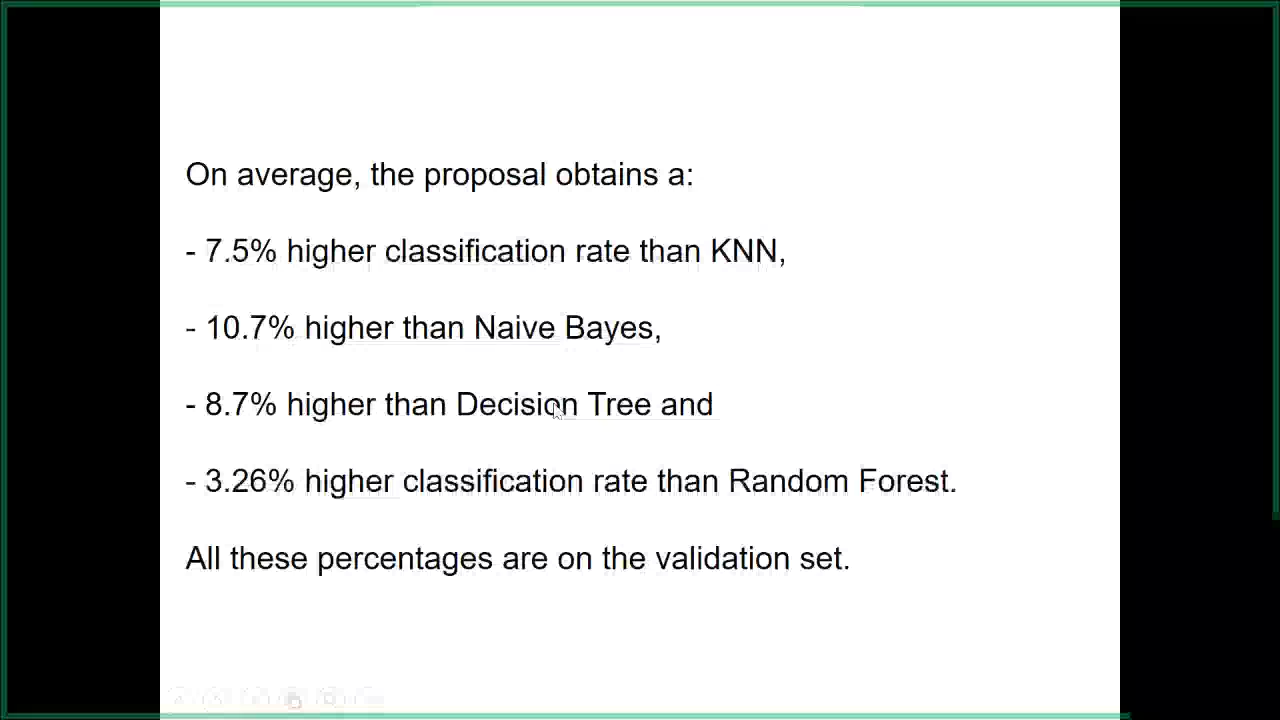 On average, the proposal obtains a:
- 7.5% higher classification rate than KNN,
- 10.7% higher than Naive Bayes,
- 8.7% higher than Decision Tree and
- 3.26% higher classification rate than Random Forest.
All these percentages are on the validation set.